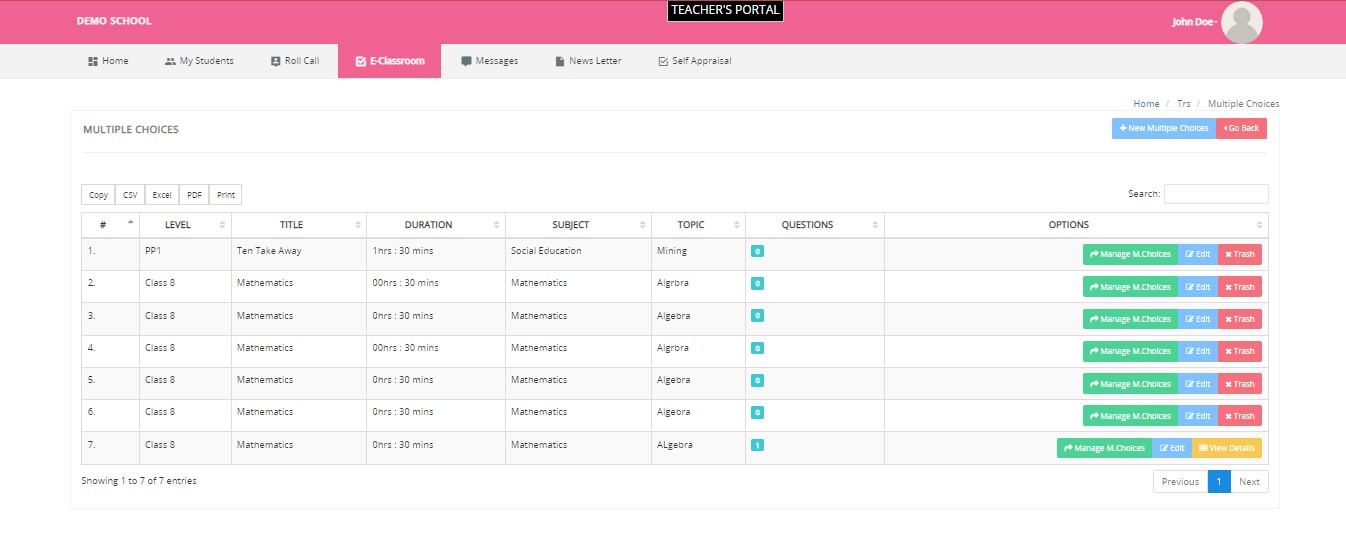 TEACHER'S PORTAL
DEMO SCHOOL John Doe -
Home My Students Roll Call E-Classroom Messages News Letter Self Appraisal
Home / Trs / Multiple Choices
MULTIPLE CHOICES + New Multiple Choices Go Back
Copy CSV Excel PDF Print Search:
# LEVEL TITLE DURATION SUBJECT TOPIC QUESTIONS OPTIONS
1. PP1 Ten Take Away 1hrs : 30 mins Social Education Mining 0 Manage M.Choices Edit Trash
2. Class 8 Mathematics 00hrs : 30 mins Mathematics Algrbra 0 Manage M.Choices Edit Trash
3. Class 8 Mathematics 0hrs : 30 mins Mathematics Algebra 0 Manage M.Choices Edit Trash
4. Class 8 Mathematics 00hrs : 30 mins Mathematics Algrbra 0 Manage M.Choices Edit Trash
5. Class 8 Mathematics 0hrs : 30 mins Mathematics Algebra 0 Manage M.Choices Edit Trash
6. Class 8 Mathematics 0hrs : 30 mins Mathematics Algebra 0 Manage M.Choices Edit Trash
7. Class 8 Mathematics 0hrs : 30 mins Mathematics ALgebra 1 Manage M.Choices Edit View Details
Showing 1 to 7 of 7 entries Previous 1 Next